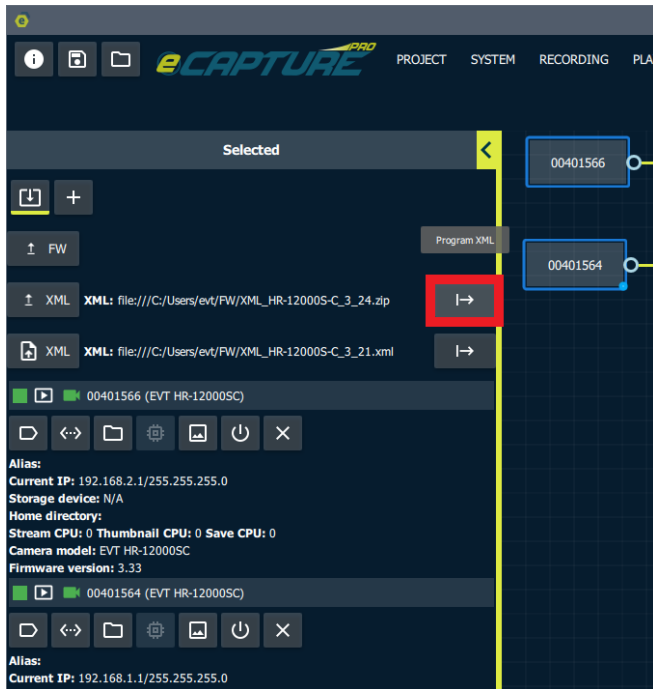 e
i
eCAPTURE PRO
PROJECT SYSTEM RECORDING PLA
Selected
00401566
+
FW
Program XML
00401564
XML XML: file:///C:/Users/evt/FW/XML_HR-12000S-C_3_24.zip
XML XML: file:///C:/Users/evt/FW/XML_HR-12000S-C_3_21.xml
00401566 (EVT HR-12000SC)
Alias:
Current IP: 192.168.2.1/255.255.255.0
Storage device: N/A
Home directory:
Stream CPU: 0 Thumbnail CPU: 0 Save CPU: 0
Camera model: EVT HR-12000SC
Firmware version: 3.33
00401564 (EVT HR-12000SC)
Alias:
Current IP: 192.168.1.1/255.255.255.0